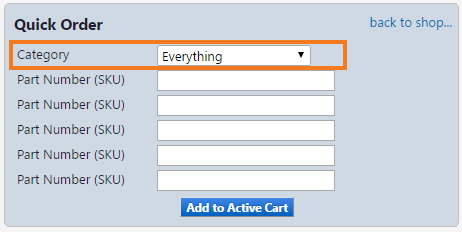 Quick Order back to shop...
Category Everything
Part Number (SKU)
Part Number (SKU)
Part Number (SKU)
Part Number (SKU)
Part Number (SKU)
Add to Active Cart